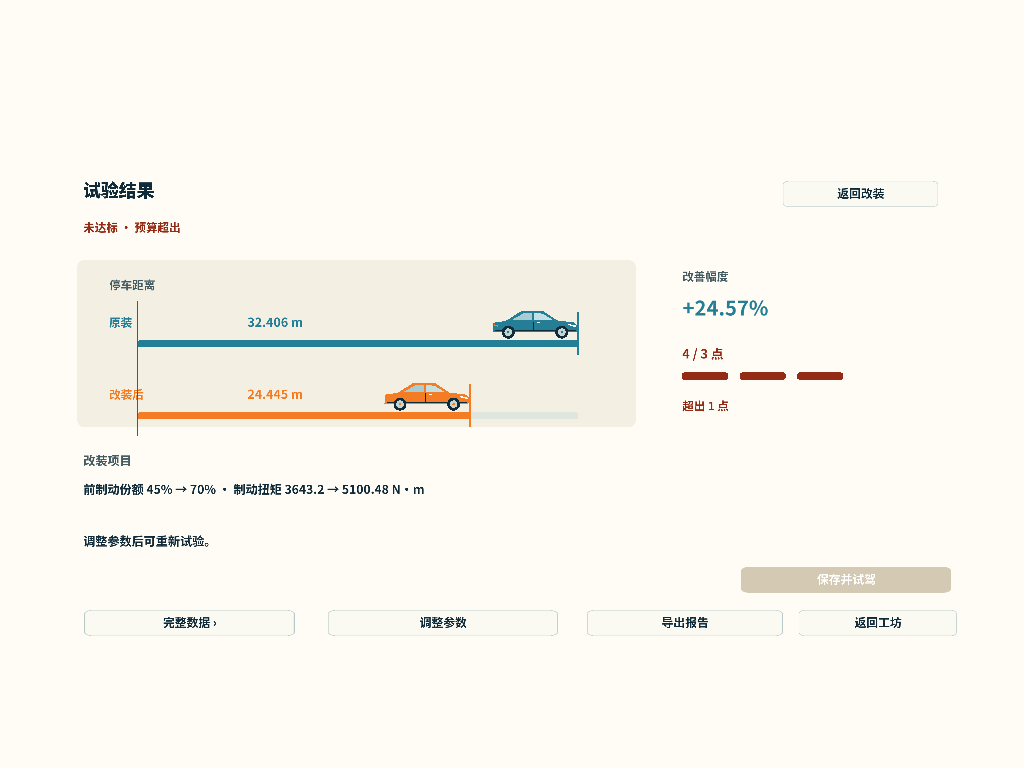 试验结果
返回改装
未达标 · 预算超出
停车距离
原装 32.406 m
改装后 24.445 m
改善幅度
+24.57%
4 / 3 点
超出 1 点
改装项目
前制动份额 45% → 70% · 制动扭矩 3643.2 → 5100.48 N·m
调整参数后可重新试验。
保存并试驾
完整数据 ›
调整参数
导出报告
返回工坊